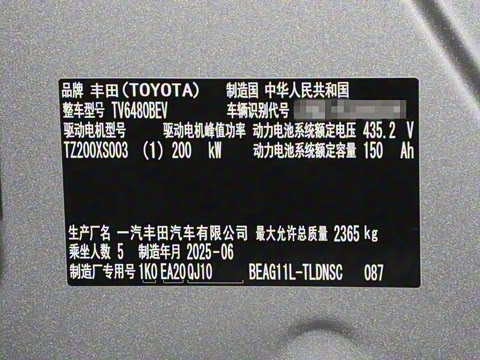 品牌 丰田(TOYOTA) 制造国 中华人民共和国
整车型号 TV6480BEV 车辆识别代号
驱动电机型号 驱动电机峰值功率 动力电池系统额定电压 435.2 V
TZ200XS003 (1) 200 kW 动力电池系统额定容量 150 Ah
生产厂名 一汽丰田汽车有限公司 最大允许总质量 2365 kg
乘坐人数 5 制造年月 2025-06
制造厂专用号 1K0 EA20 QJ10 BEAG11L-TLDNSC 087